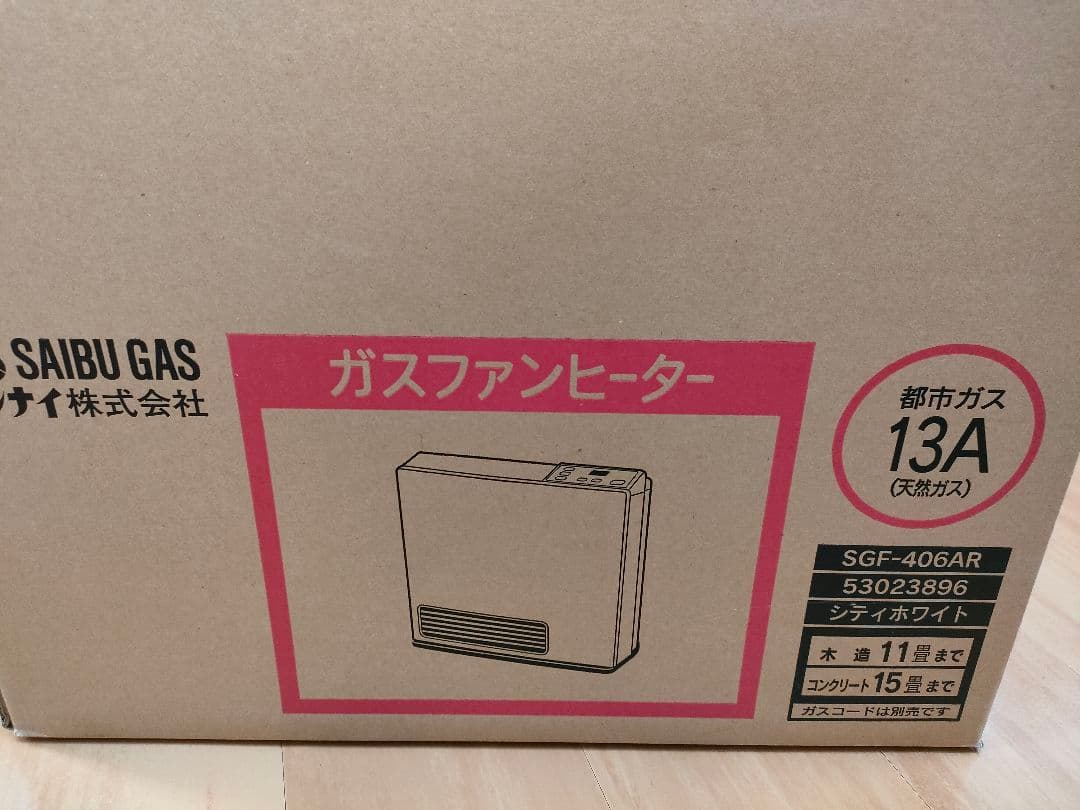 SAIBU GAS
ナイ株式会社
ガスファンヒーター
都市ガス
13A
(天然ガス)
SGF-406AR
53023896
シティホワイト
木造 11畳まで
コンクリート 15畳まで
ガスコードは別売です